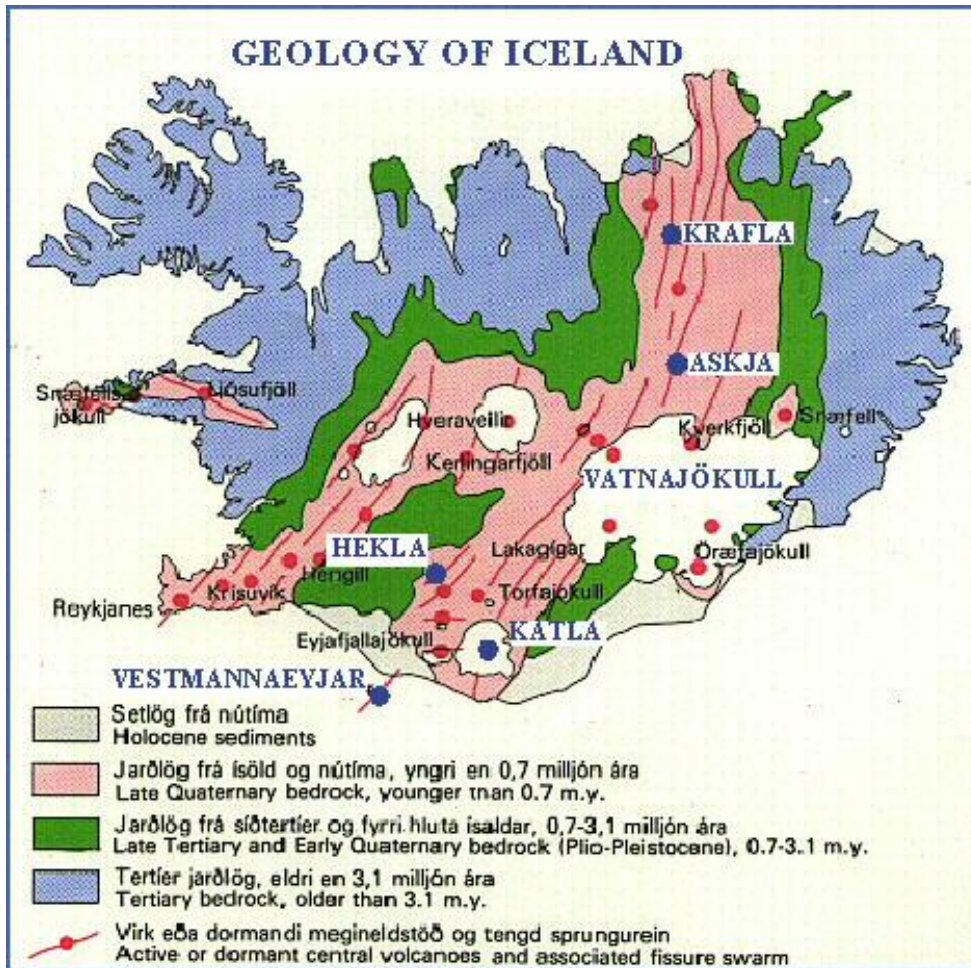 GEOLOGY OF ICELAND
KRAFLA
ASKJA
Snæfells
jökull
Ljósufjöll
Hveravellir
Kerlingarfjöll
Kverkfjöll
Snæfell
VATNAJÖKULL
HEKLA
Lakagígar
Öræfajökull
Hengill
Krisuvík
Torfajökull
Reykjanes
Eyjafjallajökull
KATLA
VESTMANNAEYJAR
Setlög frá nútíma
Holocene sediments
Jarðlög frá ísöld og nútíma, yngri en 0,7 milljón ára
Late Quaternary bedrock, younger than 0.7 m.y.
Jarðlög frá síðtertíer og fyrri hluta ísaldar, 0,7-3,1 milljón ára
Late Tertiary and Early Quaternary bedrock (Plio-Pleistocene), 0.7-3.1 m.y.
Tertíer jarðlög, eldri en 3,1 milljón ára
Tertiary bedrock, older than 3.1 m.y.
Virk eða dormandi megineldstöð og tengd sprungurein
Active or dormant central volcanoes and associated fissure swarm